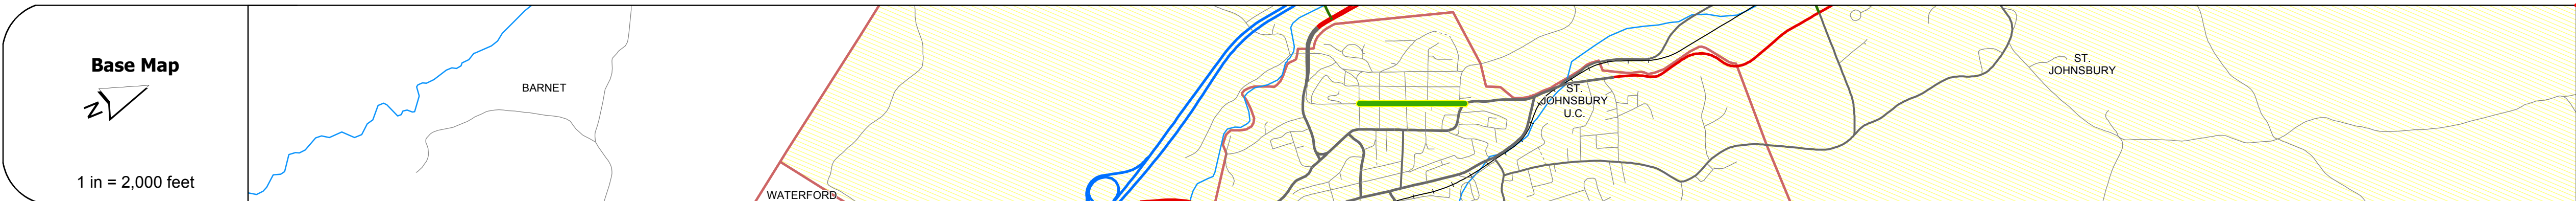 Base Map
N
1 in = 2,000 feet
BARNET
WATERFORD
ST.
JOHNSBURY
U.C.
ST.
JOHNSBURY